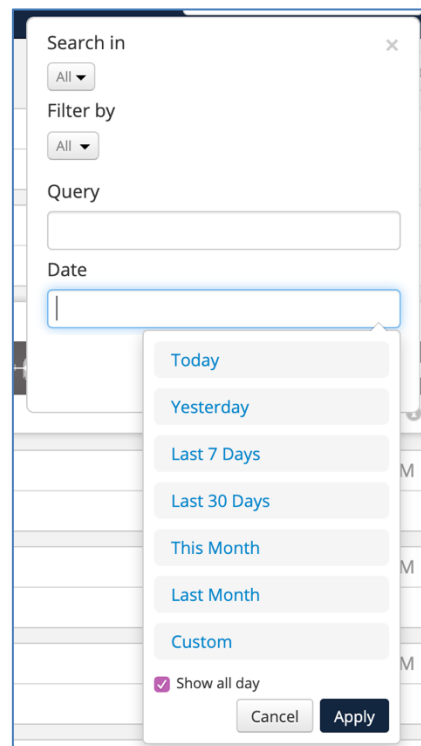 Search in
All
Filter by
All
Query
Date
Today
Yesterday
Last 7 Days
Last 30 Days
M
This Month
Last Month
M
Custom
M
Show all day
Cancel Apply